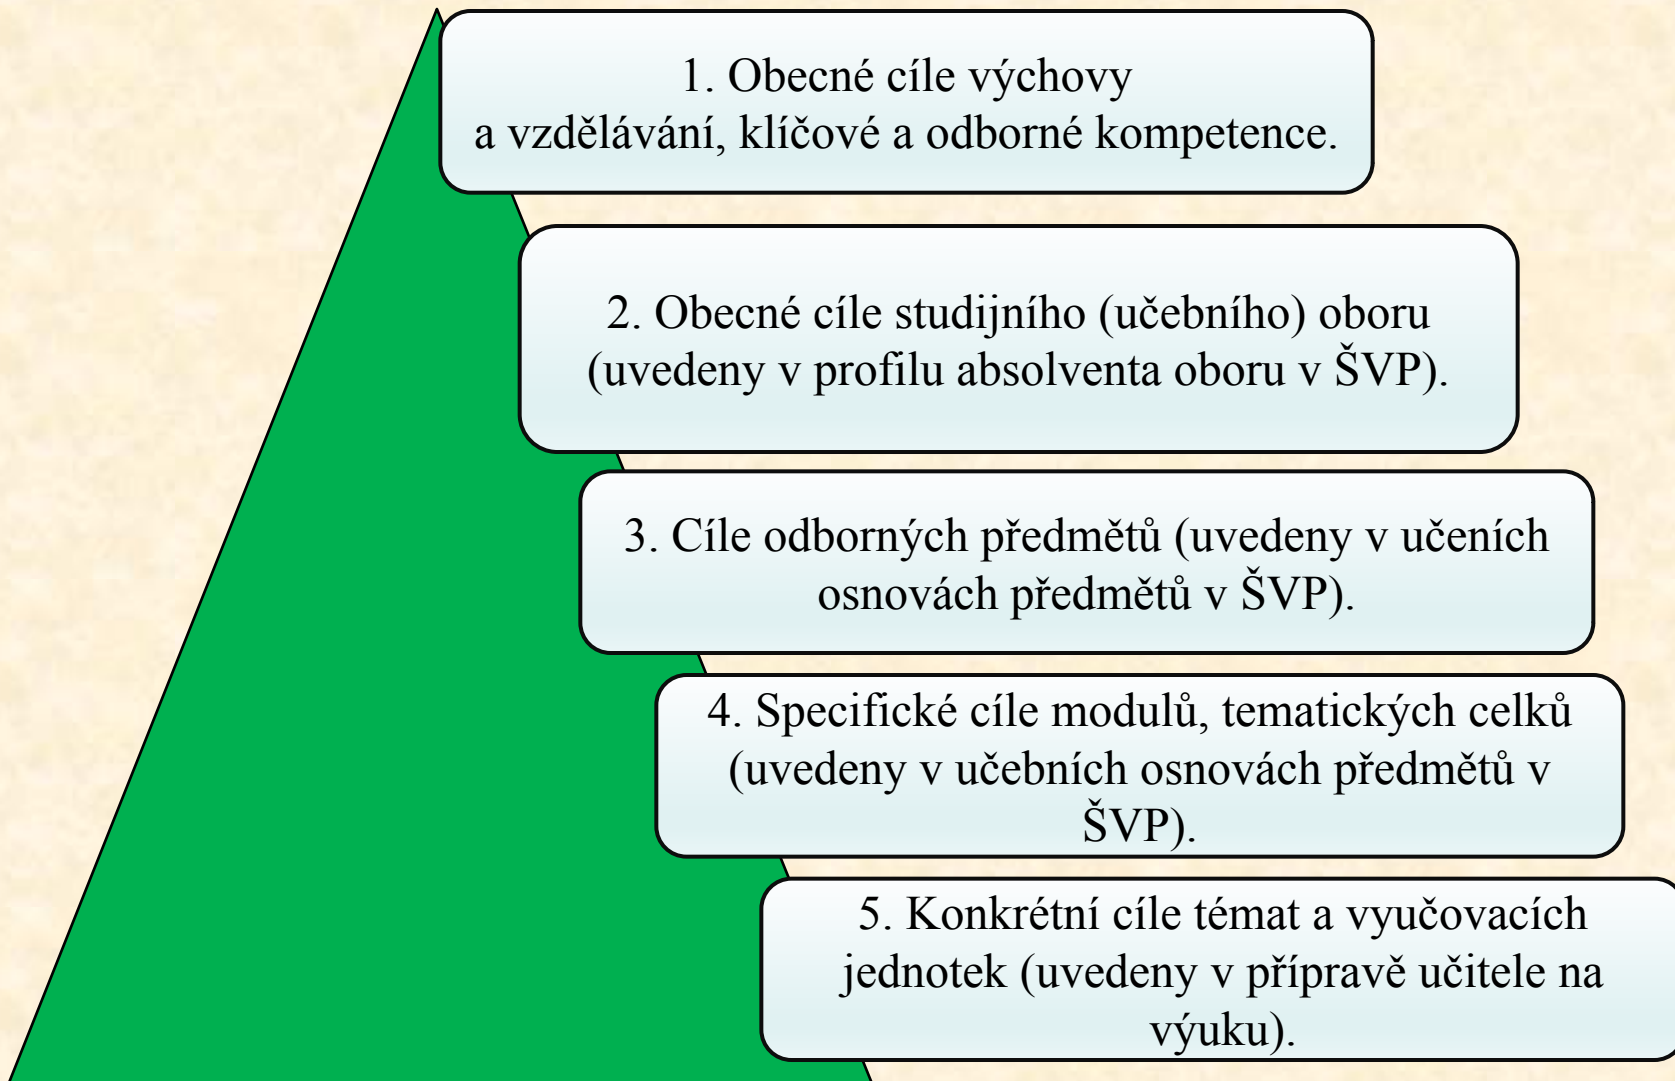 1. Obecné cíle výchovy
a vzdělávání, klíčové a odborné kompetence.
2. Obecné cíle studijního (učebního) oboru
(uvedeny v profilu absolventa oboru v ŠVP).
3. Cíle odborných předmětů (uvedeny v učeních
osnovách předmětů v ŠVP).
4. Specifické cíle modulů, tematických celků
(uvedeny v učebních osnovách předmětů v
ŠVP).
5. Konkrétní cíle témat a vyučovacích
jednotek (uvedeny v přípravě učitele na
výuku).